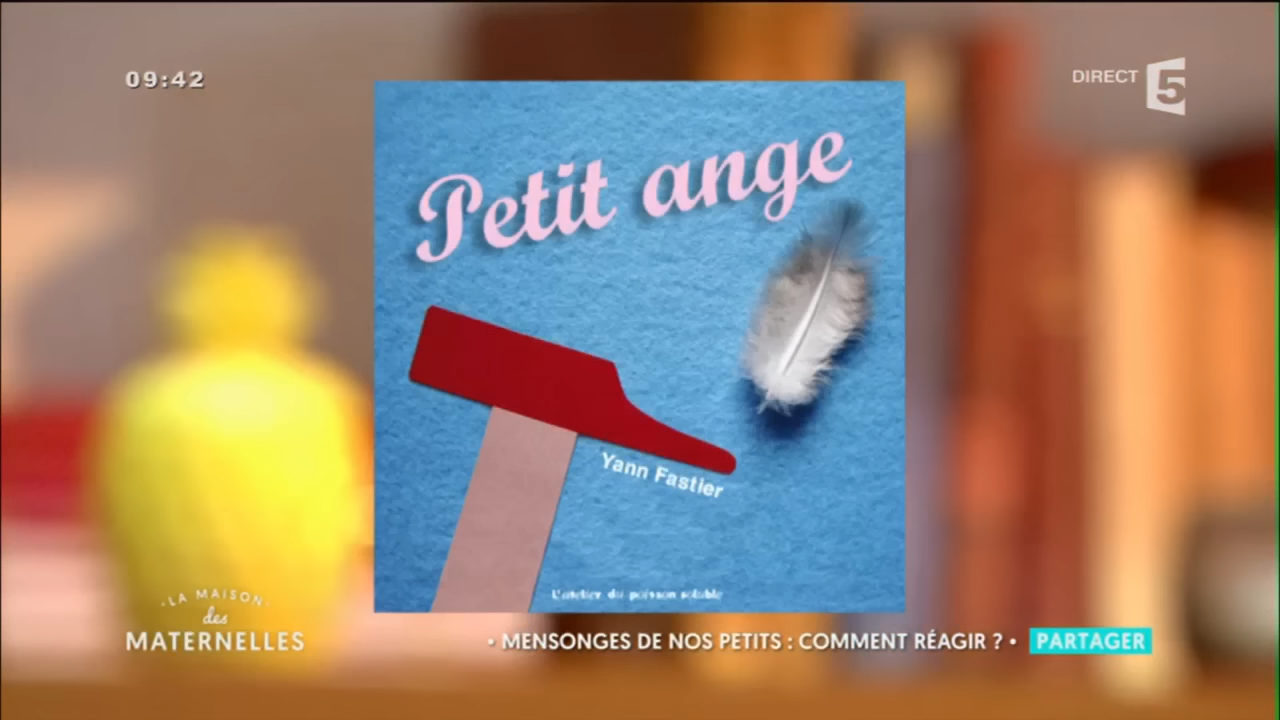 09:42
DIRECT 5
Petit ange
Yann Fastier
L'atelier du poisson soluble
· LA MAISON ·
des
MATERNELLES
• MENSONGES DE NOS PETITS : COMMENT RÉAGIR ? • PARTAGER